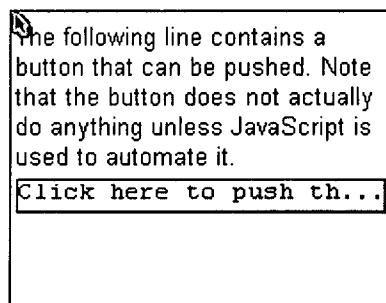 The following line contains a
button that can be pushed. Note
that the button does not actually
do anything unless JavaScript is
used to automate it.
Click here to push th...